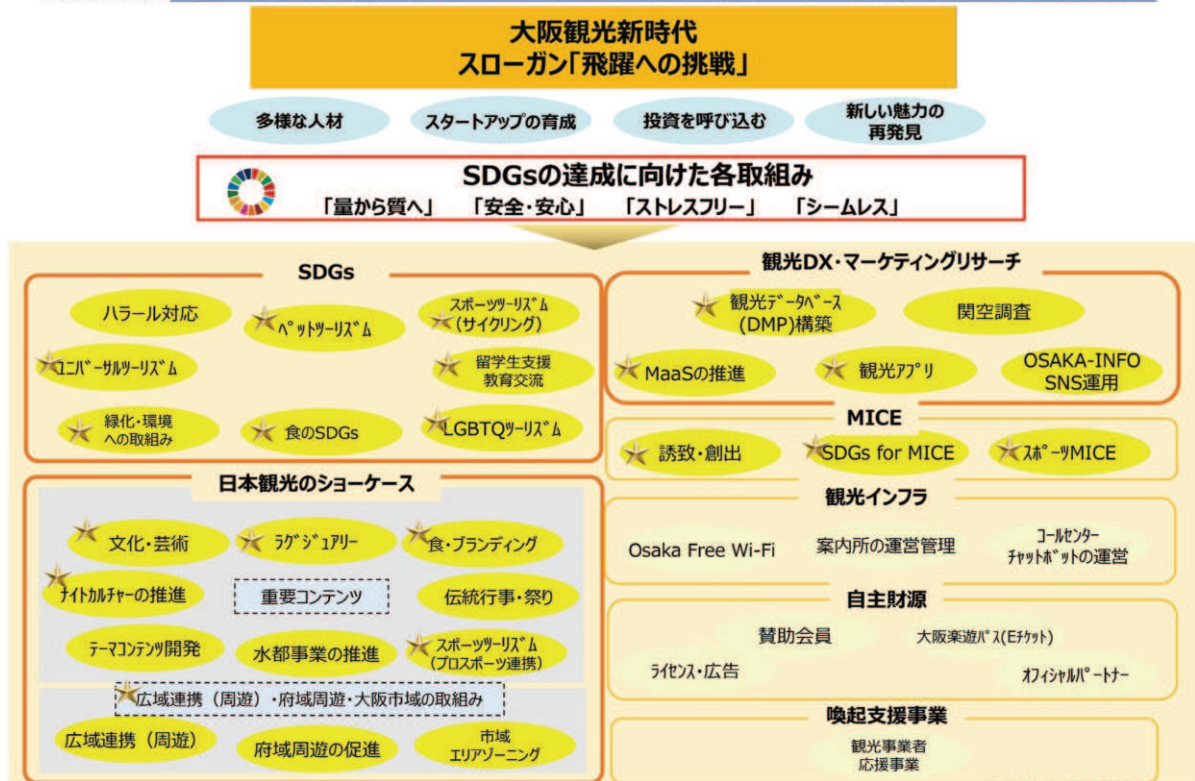 大阪観光新時代
スローガン「飛躍への挑戦」
多様な人材
スタートアップの育成
投資を呼び込む
新しい魅力の
再発見
SDGsの達成に向けた各取組み
「量から質へ」 「安全・安心」 「ストレスフリー」 「シームレス」
SDGs
ハラール対応
ペットツーリズム
スポーツツーリズム
(サイクリング)
ユニバーサルツーリズム
留学生支援
教育交流
緑化・環境
への取組み
食のSDGs
LGBTQツーリズム
日本観光のショーケース
文化・芸術
ラグジュアリー
食・ブランディング
ナイトカルチャーの推進
重要コンテンツ
伝統行事・祭り
テーマコンテンツ開発
水都事業の推進
スポーツツーリズム
(プロスポーツ連携)
広域連携（周遊）・府域周遊・大阪市域の取組み
広域連携（周遊）
府域周遊の促進
市域
エリアゾーニング
観光DX・マーケティングリサーチ
観光データベース
(DMP)構築
関空調査
MaaSの推進
観光アプリ
OSAKA-INFO
SNS運用
MICE
誘致・創出
SDGs for MICE
スポーツMICE
観光インフラ
Osaka Free Wi-Fi
案内所の運営管理
コールセンター
チャットボットの運営
自主財源
賛助会員
大阪楽遊パス(Eチケット)
ライセンス・広告
オフィシャルパートナー
喚起支援事業
観光事業者
応援事業